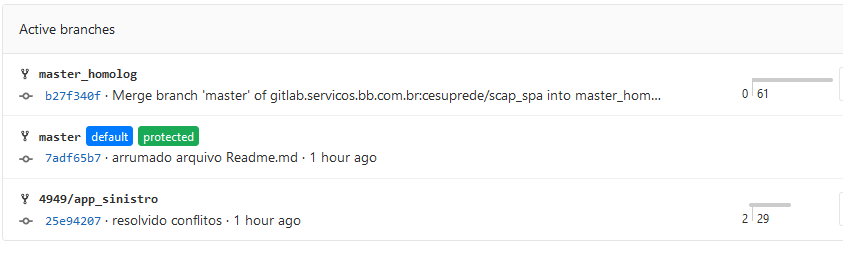 Active branches
master_homolog
b27f340f · Merge branch 'master' of gitlab.servicos.bb.com.br:cesuprede/scap_spa into master_hom...
0 61
master default protected
7adf65b7 · arrumado arquivo Readme.md · 1 hour ago
4949/app_sinistro
25e94207 · resolvido conflitos · 1 hour ago
2 29